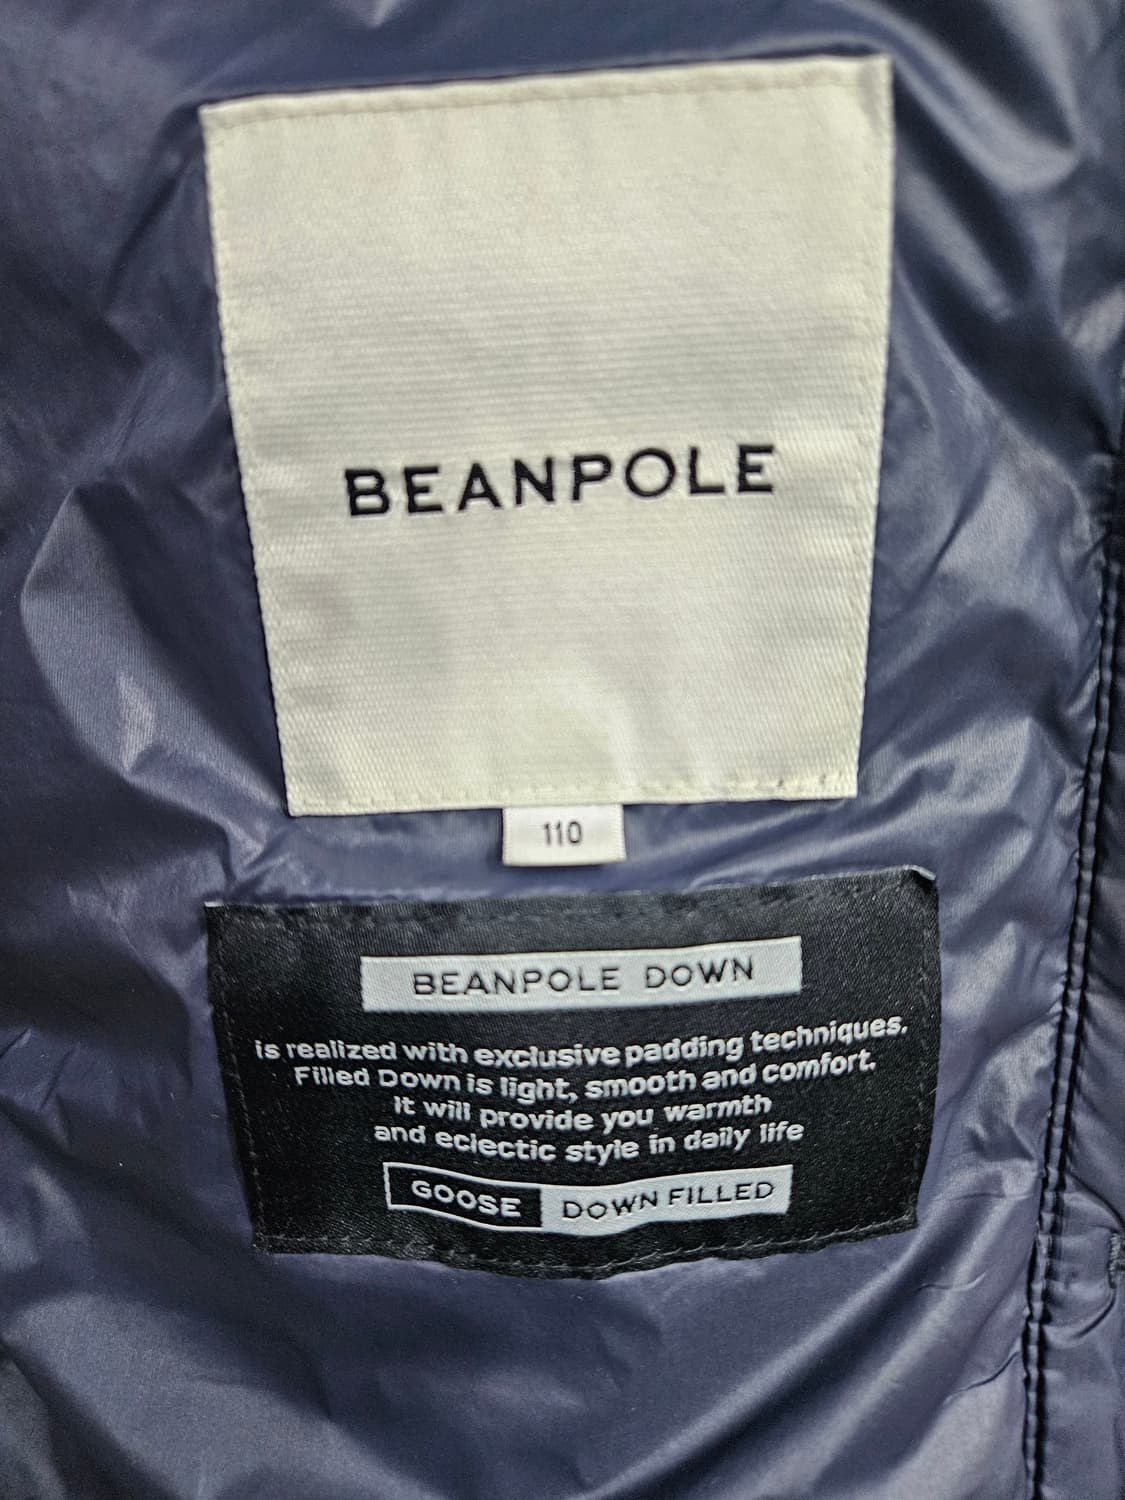 BEANPOLE
110
BEANPOLE DOWN
is realized with exclusive padding techniques.
Filled Down is light, smooth and comfort.
It will provide you warmth
and eclectic style in daily life
GOOSE DOWN FILLED